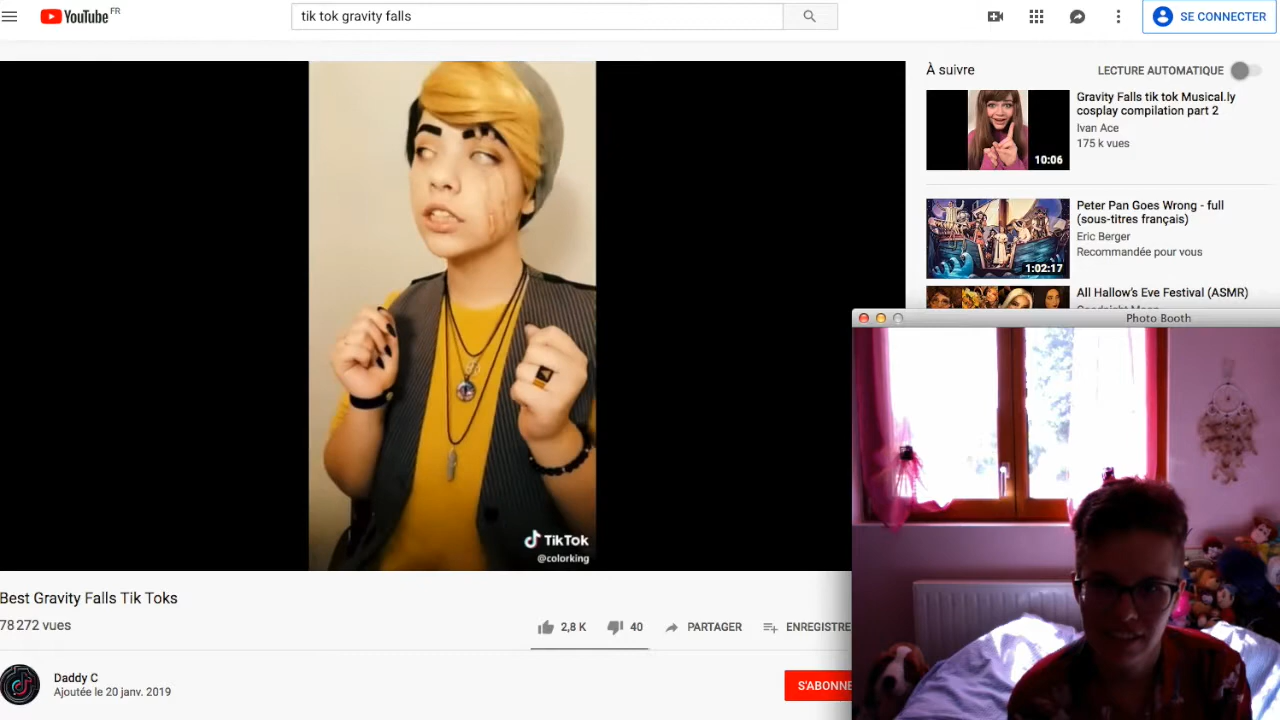 YouTube FR
tik tok gravity falls
SE CONNECTER
À suivre
LECTURE AUTOMATIQUE
Gravity Falls tik tok Musical.ly
cosplay compilation part 2
Ivan Ace
175 k vues
10:06
Peter Pan Goes Wrong - full
(sous-titres français)
Eric Berger
Recommandée pour vous
1:02:17
All Hallow's Eve Festival (ASMR)
Photo Booth
TikTok
@colorking
Best Gravity Falls Tik Toks
78 272 vues
2,8 K
40
PARTAGER
ENREGISTRE
Daddy C
Ajoutée le 20 janv. 2019
S'ABONNE